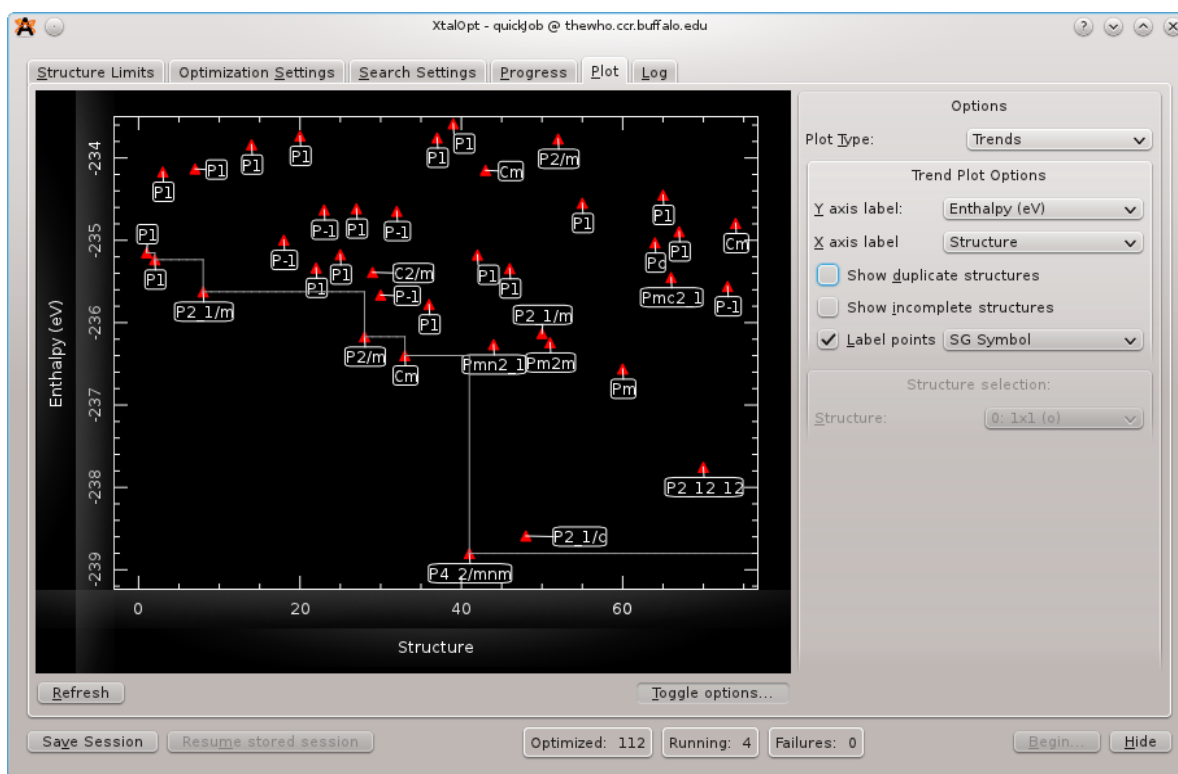 XtalOpt - quickJob @ thewho.ccr.buffalo.edu
Structure Limits Optimization Settings Search Settings Progress Plot Log
Options
Plot Type: Trends
Trend Plot Options
Y axis label: Enthalpy (eV)
X axis label Structure
Show duplicate structures
Show incomplete structures
Label points SG Symbol
Structure selection:
Structure: 0: 1x1 (o)
Enthalpy (eV)
-234
-235
-236
-237
-238
-239
P1
P1
P1
P1
P1
P1
P1
Cm
P2/m
P1
P1
P-1
P1
P-1
P1
P1
P1
Cm
P-1
P1
P1
C2/m
P1
P1
Pc
P1
P2_1/m
P-1
P1
P2_1/m
Pmc2_1
P-1
P2/m
Cm
Pmn2_1
Pm2m
Pm
P2_12_12
P2_1/c
P4_2/mnm
0 20 40 60
Structure
Refresh Toggle options...
Save Session Resume stored session Optimized: 112 Running: 4 Failures: 0 Begin... Hide